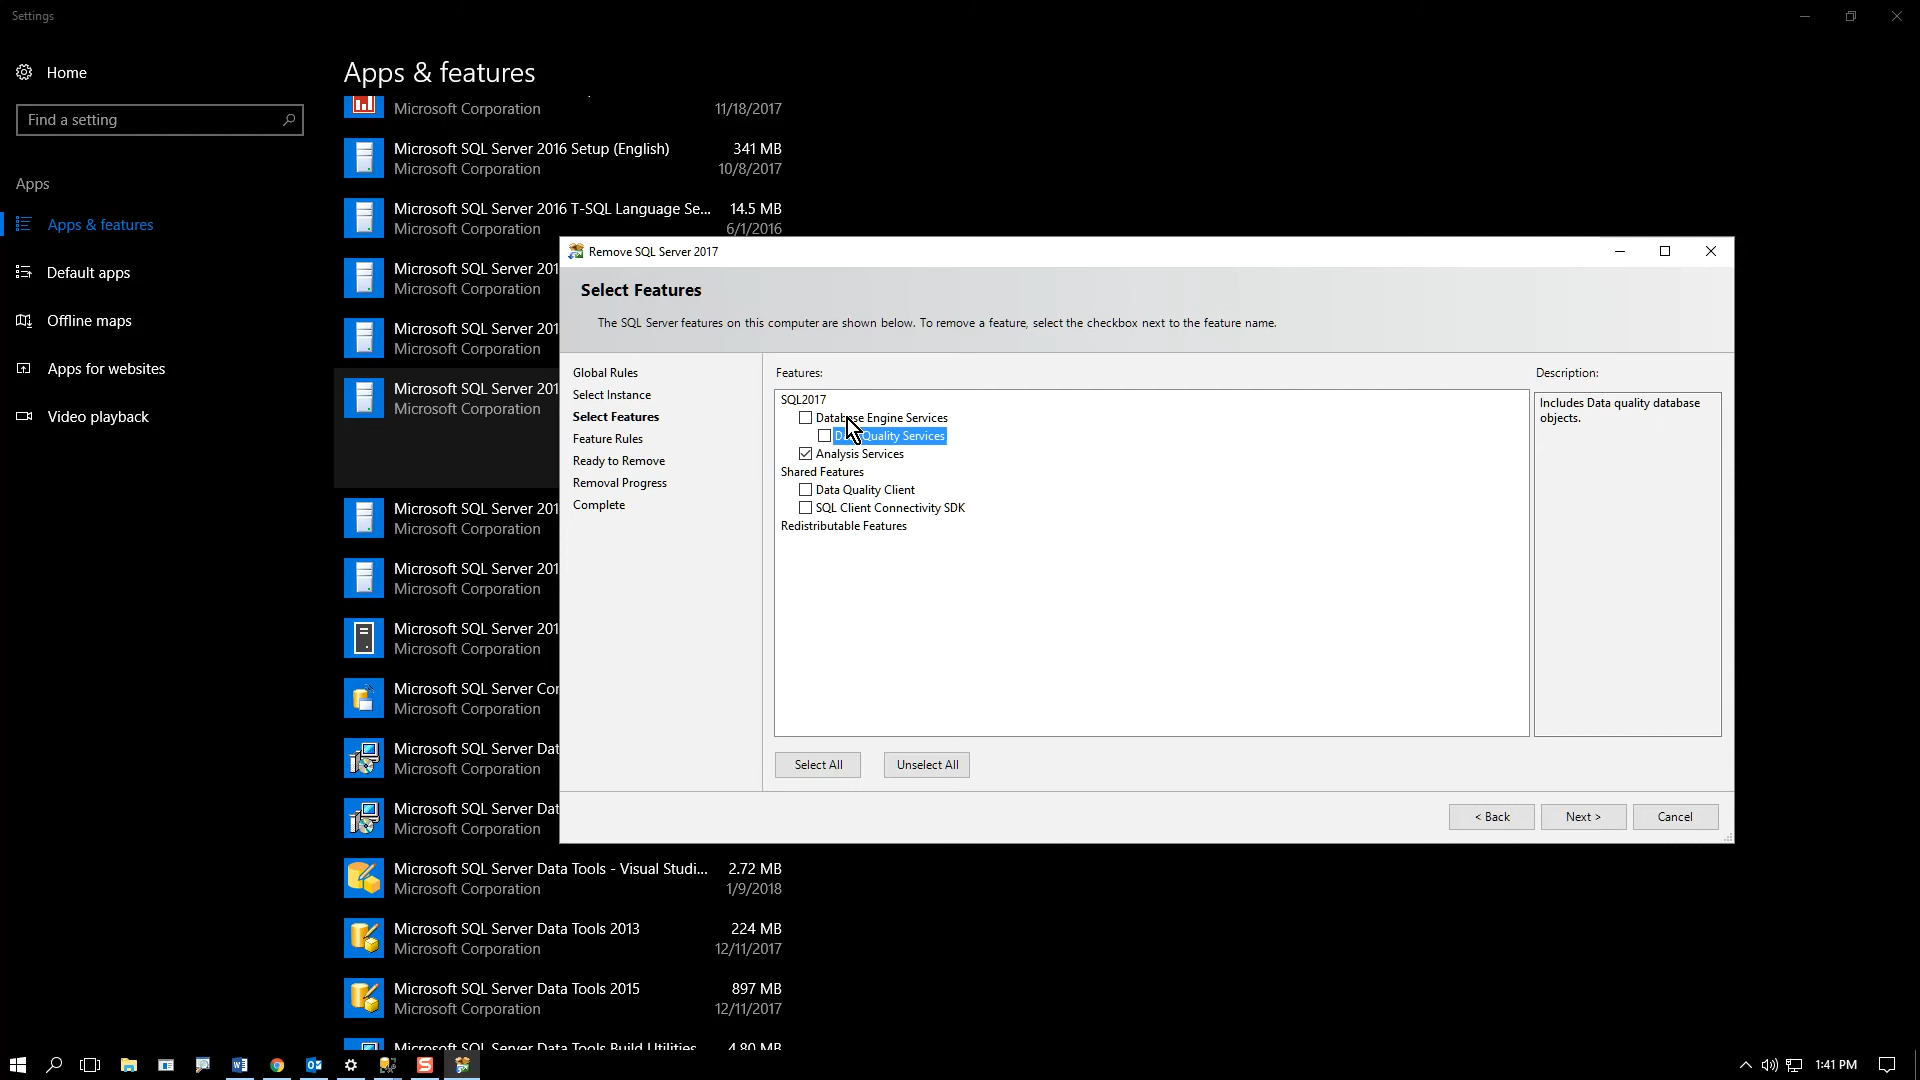 Settings
Home
Find a setting
Apps
Apps & features
Default apps
Offline maps
Apps for websites
Video playback
Apps & features
Microsoft Corporation 11/18/2017
Microsoft SQL Server 2016 Setup (English) 341 MB
Microsoft Corporation 10/8/2017
Microsoft SQL Server 2016 T-SQL Language Se... 14.5 MB
Microsoft Corporation 6/1/2016
Microsoft SQL Server 201
Microsoft Corporation
Microsoft SQL Server 201
Microsoft Corporation
Microsoft SQL Server 201
Microsoft Corporation
Microsoft SQL Server 201
Microsoft Corporation
Microsoft SQL Server 201
Microsoft Corporation
Microsoft SQL Server 201
Microsoft Corporation
Microsoft SQL Server Cor
Microsoft Corporation
Microsoft SQL Server Dat
Microsoft Corporation
Microsoft SQL Server Dat
Microsoft Corporation
Microsoft SQL Server Data Tools - Visual Studi... 2.72 MB
Microsoft Corporation 1/9/2018
Microsoft SQL Server Data Tools 2013 224 MB
Microsoft Corporation 12/11/2017
Microsoft SQL Server Data Tools 2015 897 MB
Microsoft Corporation 12/11/2017
Microsoft SQL Server Data Tools Build Utilities 4.80 MB
Remove SQL Server 2017
Select Features
The SQL Server features on this computer are shown below. To remove a feature, select the checkbox next to the feature name.
Global Rules
Select Instance
Select Features
Feature Rules
Ready to Remove
Removal Progress
Complete
Features:
SQL2017
Database Engine Services
Quality Services
Analysis Services
Shared Features
Data Quality Client
SQL Client Connectivity SDK
Redistributable Features
Description:
Includes Data quality database
objects.
Select All Unselect All
< Back Next > Cancel
1:41 PM